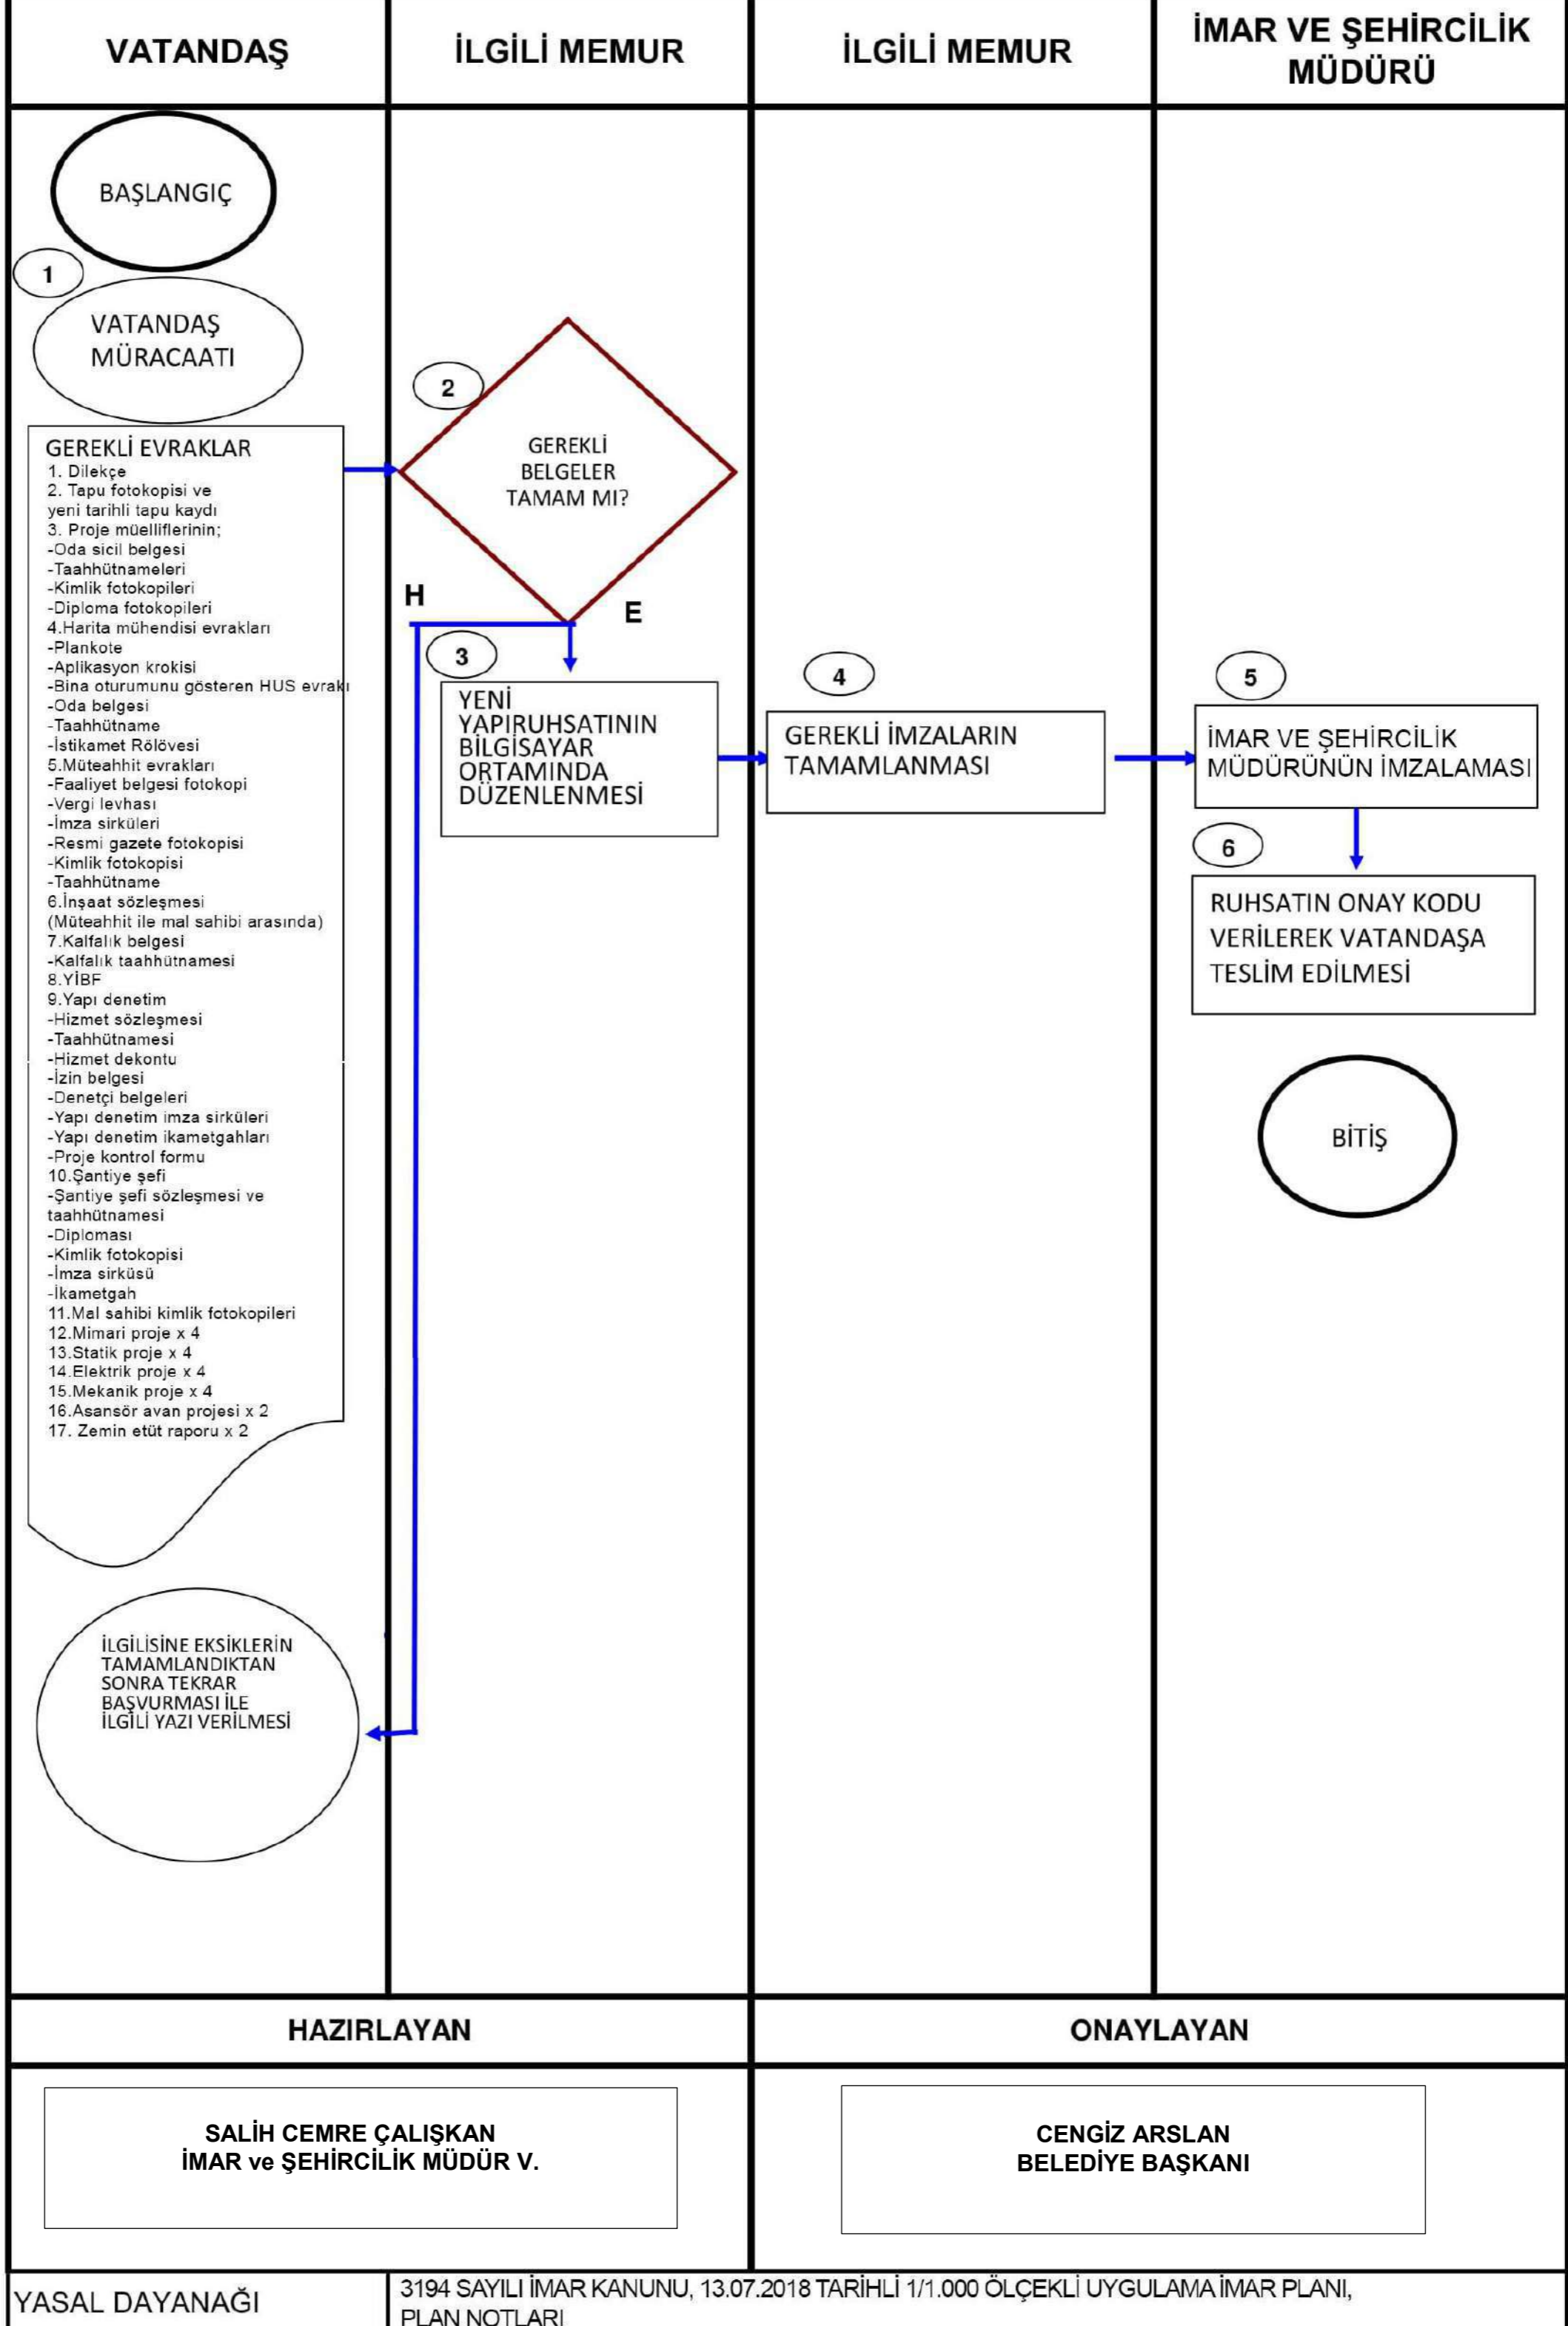 VATANDAŞ
İLGİLİ MEMUR
İLGİLİ MEMUR
İMAR VE ŞEHİRCİLİK
MÜDÜRÜ
BAŞLANGIÇ
1
VATANDAŞ
MÜRACAATI
GEREKLİ EVRAKLAR
1. Dilekçe
2. Tapu fotokopisi ve
yeni tarihli tapu kaydı
3. Proje müelliflerinin;
-Oda sicil belgesi
-Taahhütnameleri
-Kimlik fotokopileri
-Diploma fotokopileri
4.Harita mühendisi evrakları
-Plankote
-Aplikasyon krokisi
-Bina oturumunu gösteren HUS evrakı
-Oda belgesi
-Taahhütname
-İstikamet Rölövesi
5.Müteahhit evrakları
-Faaliyet belgesi fotokopi
-Vergi levhası
-İmza sirküleri
-Resmi gazete fotokopisi
-Kimlik fotokopisi
-Taahhütname
6.İnşaat sözleşmesi
(Müteahhit ile mal sahibi arasında)
7.Kalfalık belgesi
-Kalfalık taahhütnamesi
8.YİBF
9.Yapı denetim
-Hizmet sözleşmesi
-Taahhütnamesi
-Hizmet dekontu
-İzin belgesi
-Denetçi belgeleri
-Yapı denetim imza sirküleri
-Yapı denetim ikametgahları
-Proje kontrol formu
10.Şantiye şefi
-Şantiye şefi sözleşmesi ve
taahhütnamesi
-Diploması
-Kimlik fotokopisi
-İmza sirküsü
-İkametgah
11.Mal sahibi kimlik fotokopileri
12.Mimari proje x 4
13.Statik proje x 4
14.Elektrik proje x 4
15.Mekanik proje x 4
16.Asansör avan projesi x 2
17. Zemin etüt raporu x 2
2
GEREKLİ
BELGELER
TAMAM MI?
H
E
3
YENİ
YAPIRUHSATININ
BİLGİSAYAR
ORTAMINDA
DÜZENLENMESİ
4
GEREKLİ İMZALARIN
TAMAMLANMASI
5
İMAR VE ŞEHİRCİLİK
MÜDÜRÜNÜN İMZALAMASI
6
RUHSATIN ONAY KODU
VERİLEREK VATANDAŞA
TESLİM EDİLMESİ
BİTİŞ
İLGİLİSİNE EKSİKLERİN
TAMAMLANDIKTAN
SONRA TEKRAR
BAŞVURMASI İLE
İLGİLİ YAZI VERİLMESİ
HAZIRLAYAN
ONAYLAYAN
SALİH CEMRE ÇALIŞKAN
İMAR ve ŞEHİRCİLİK MÜDÜR V.
CENGİZ ARSLAN
BELEDİYE BAŞKANI
YASAL DAYANAĞI
3194 SAYILI İMAR KANUNU, 13.07.2018 TARİHLİ 1/1.000 ÖLÇEKLİ UYGULAMA İMAR PLANI,
PLAN NOTLARI